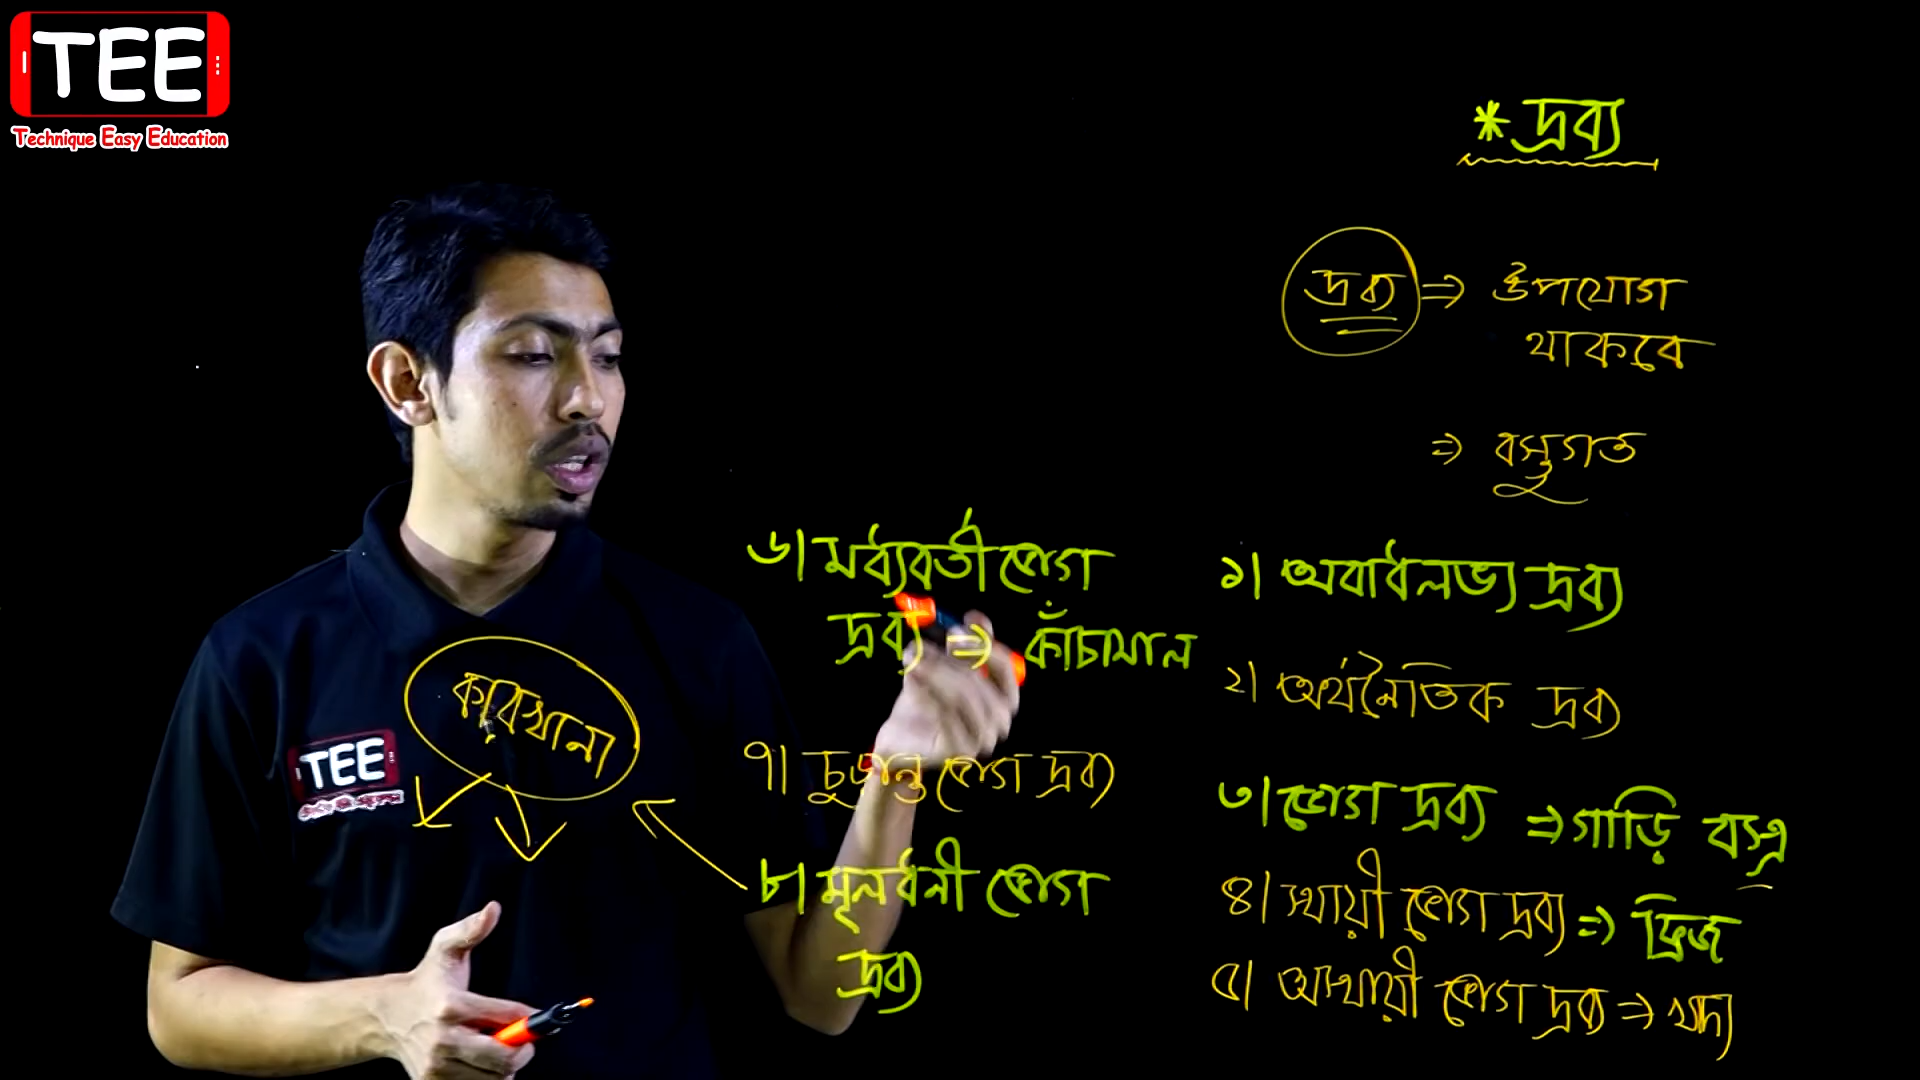 TEE
Technique Easy Education
* দ্রব্য
দ্রব্য ⇒ উপযোগ
থাকবে
⇒ বস্তুগত
১। অবাধলভ্য দ্রব্য
২। অর্থনৈতিক দ্রব্য
৩। ভোগ দ্রব্য ⇒ গাড়ি বস্ত্র
৪। স্থায়ী ভোগ দ্রব্য ⇒ ফ্রিজ
৫। অস্থায়ী ভোগ দ্রব্য ⇒ খাদ্য
৬। মধ্যবর্তী ভোগ
দ্রব্য ⇒ কাঁচামাল
৭। চুড়ান্ত ভোগ দ্রব্য
৮। মূলধনী ভোগ
দ্রব্য
কারখানা
TEE